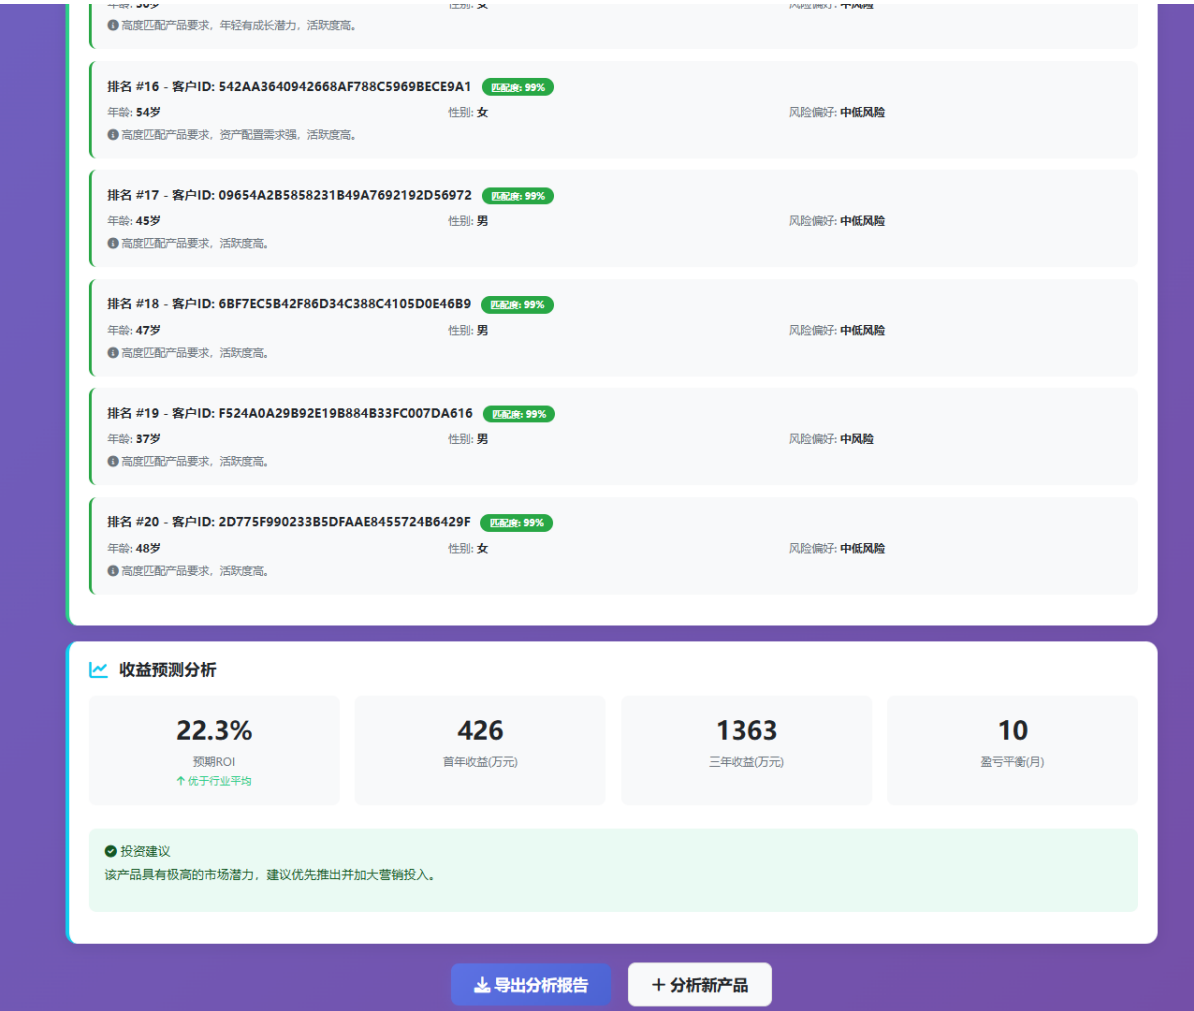 年龄: 30岁 性别: 女 风险偏好: 中风险
高度匹配产品要求，年轻有成长潜力，活跃度高。
排名 #16 - 客户ID: 542AA3640942668AF788C5969BECE9A1 匹配度: 99%
年龄: 54岁 性别: 女 风险偏好: 中低风险
高度匹配产品要求，资产配置需求强，活跃度高。
排名 #17 - 客户ID: 09654A2B5858231B49A7692192D56972 匹配度: 99%
年龄: 45岁 性别: 男 风险偏好: 中低风险
高度匹配产品要求，活跃度高。
排名 #18 - 客户ID: 6BF7EC5B42F86D34C388C4105D0E46B9 匹配度: 99%
年龄: 47岁 性别: 男 风险偏好: 中低风险
高度匹配产品要求，活跃度高。
排名 #19 - 客户ID: F524A0A29B92E19B884B33FC007DA616 匹配度: 99%
年龄: 37岁 性别: 男 风险偏好: 中风险
高度匹配产品要求，活跃度高。
排名 #20 - 客户ID: 2D775F990233B5DFAAE8455724B6429F 匹配度: 99%
年龄: 48岁 性别: 女 风险偏好: 中低风险
高度匹配产品要求，活跃度高。
收益预测分析
22.3% 426 1363 10
预期ROI 首年收益(万元) 三年收益(万元) 盈亏平衡(月)
优于行业平均
投资建议
该产品具有极高的市场潜力，建议优先推出并加大营销投入。
导出分析报告 分析新产品